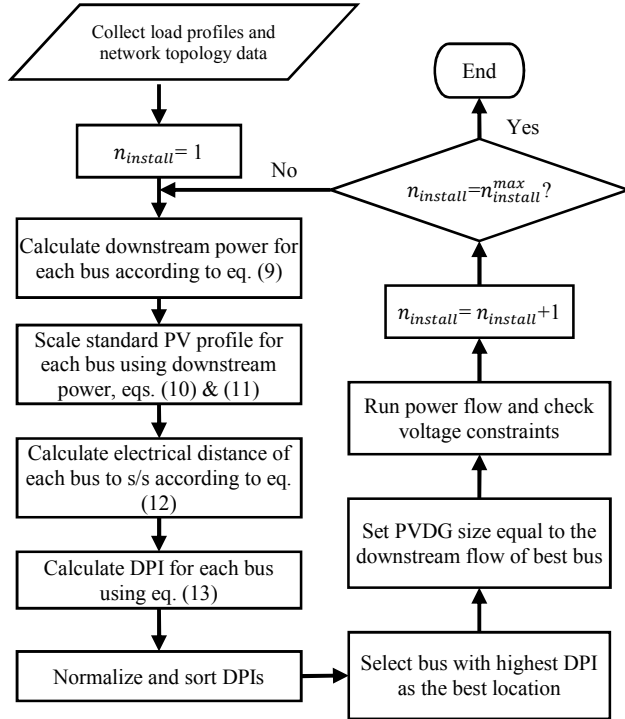 Collect load profiles and
network topology data
n_install= 1
Calculate downstream power for
each bus according to eq. (9)
Scale standard PV profile for
each bus using downstream
power, eqs. (10) & (11)
Calculate electrical distance of
each bus to s/s according to eq.
(12)
Calculate DPI for each bus
using eq. (13)
Normalize and sort DPIs
Select bus with highest DPI
as the best location
Set PVDG size equal to the
downstream flow of best bus
Run power flow and check
voltage constraints
n_install= n_install+1
n_install=n_install^max?
No
Yes
End